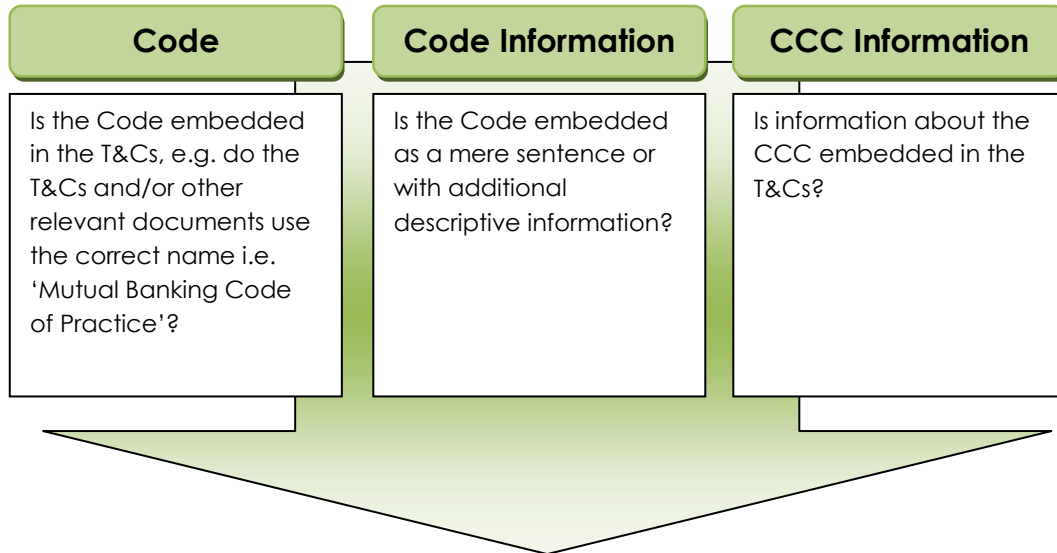 Code
Is the Code embedded
in the T&Cs, e.g. do the
T&Cs and/or other
relevant documents use
the correct name i.e.
‘Mutual Banking Code
of Practice’?
Code Information
Is the Code embedded
as a mere sentence or
with additional
descriptive information?
CCC Information
Is information about the
CCC embedded in the
T&Cs?